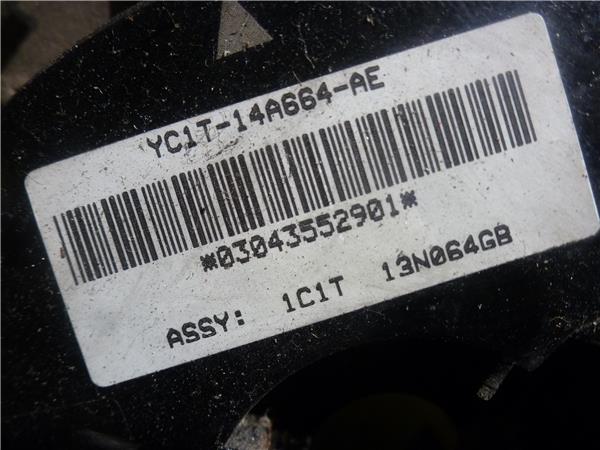 YC1T-14A664-AE
*03043552901*
ASSY: 1C1T 13N064GB